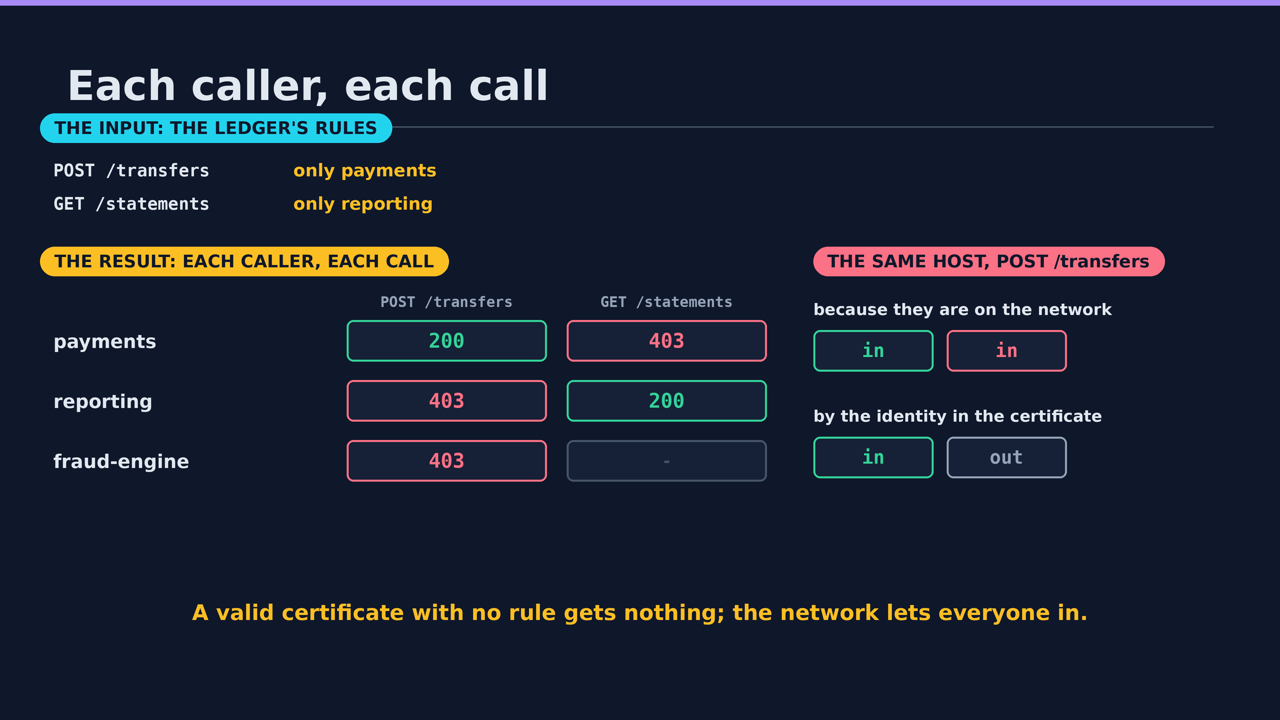 Each caller, each call
THE INPUT: THE LEDGER'S RULES
POST /transfers only payments
GET /statements only reporting
THE RESULT: EACH CALLER, EACH CALL
POST /transfers GET /statements
payments 200 403
reporting 403 200
fraud-engine 403 -
THE SAME HOST, POST /transfers
because they are on the network
in in
by the identity in the certificate
in out
A valid certificate with no rule gets nothing; the network lets everyone in.